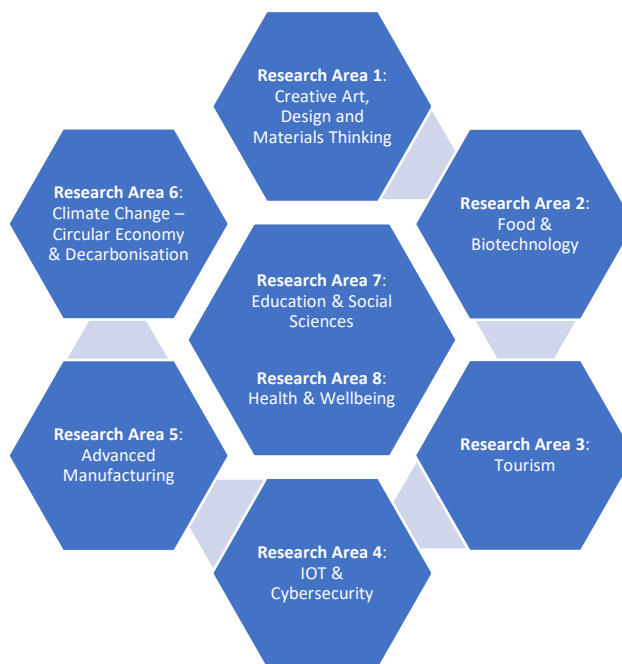 Research Area 1:
Creative Art,
Design and
Materials Thinking
Research Area 2:
Food &
Biotechnology
Research Area 3:
Tourism
Research Area 4:
IOT &
Cybersecurity
Research Area 5:
Advanced
Manufacturing
Research Area 6:
Climate Change –
Circular Economy
& Decarbonisation
Research Area 7:
Education & Social
Sciences
Research Area 8:
Health & Wellbeing